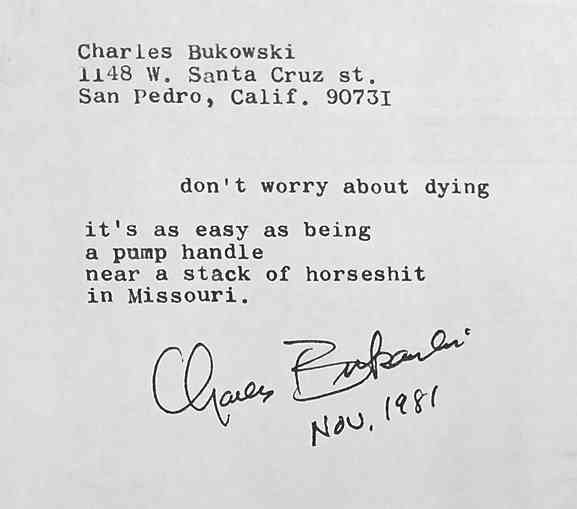 Charles Bukowski
1148 W. Santa Cruz st.
San Pedro, Calif. 90731
don't worry about dying
it's as easy as being
a pump handle
near a stack of horseshit
in Missouri.
Charles Bukowski
NOV. 1981